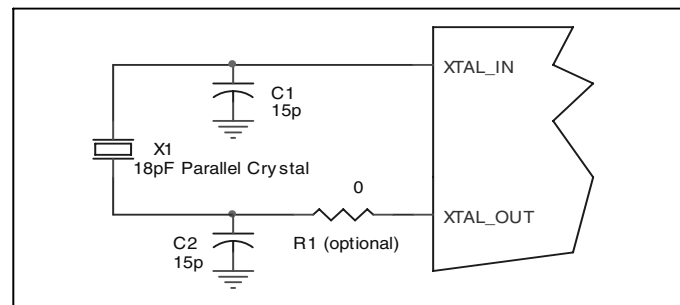 XTAL_IN
C1
15p
X1
18pF Parallel Crystal
0
XTAL_OUT
C2
15p
R1 (optional)